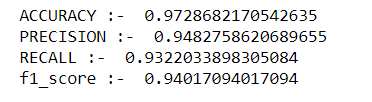 ACCURACY :-  0.9728682170542635
PRECISION :-  0.9482758620689655
RECALL :-  0.9322033898305084
f1_score :-  0.94017094017094